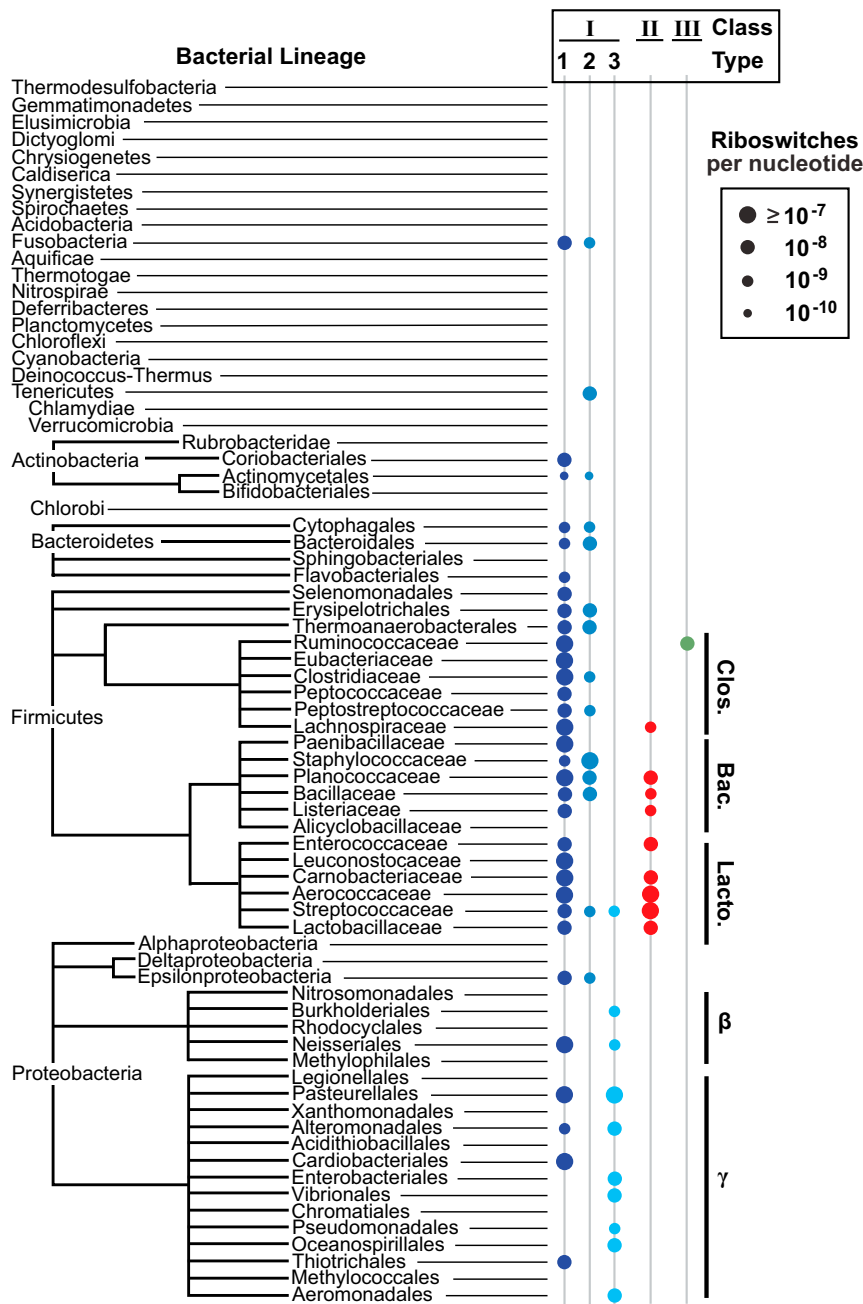 I II III Class
Bacterial Lineage
1 2 3 Type
Thermodesulfobacteria
Gemmatimonadetes
Elusimicrobia
Dictyoglomi
Chrysiogenetes
Caldiserica
Synergistetes
Spirochaetes
Acidobacteria
Fusobacteria
Aquificae
Thermotogae
Nitrospirae
Deferribacteres
Planctomycetes
Chloroflexi
Cyanobacteria
Deinococcus-Thermus
Tenericutes
Chlamydiae
Verrucomicrobia
Rubrobacteridae
Actinobacteria
Coriobacteriales
Actinomycetales
Bifidobacteriales
Chlorobi
Cytophagales
Bacteroidetes
Bacteroidales
Sphingobacteriales
Flavobacteriales
Selenomonadales
Erysipelotrichales
Thermoanaerobacterales
Ruminococcaceae
Eubacteriaceae
Clostridiaceae
Peptococcaceae
Peptostreptococcaceae
Firmicutes
Lachnospiraceae
Paenibacillaceae
Staphylococcaceae
Planococcaceae
Bacillaceae
Listeriaceae
Alicyclobacillaceae
Enterococcaceae
Leuconostocaceae
Carnobacteriaceae
Aerococcaceae
Streptococcaceae
Lactobacillaceae
Alphaproteobacteria
Deltaproteobacteria
Epsilonproteobacteria
Nitrosomonadales
Burkholderiales
Rhodocyclales
Neisseriales
Methylophilales
Proteobacteria
Legionellales
Pasteurellales
Xanthomonadales
Alteromonadales
Acidithiobacillales
Cardiobacteriales
Enterobacteriales
Vibrionales
Chromatiales
Pseudomonadales
Oceanospirillales
Thiotrichales
Methylococcales
Aeromonadales
Riboswitches
per nucleotide
≥ 10⁻⁷
10⁻⁸
10⁻⁹
10⁻¹⁰
Clos.
Bac.
Lacto.
β
γ